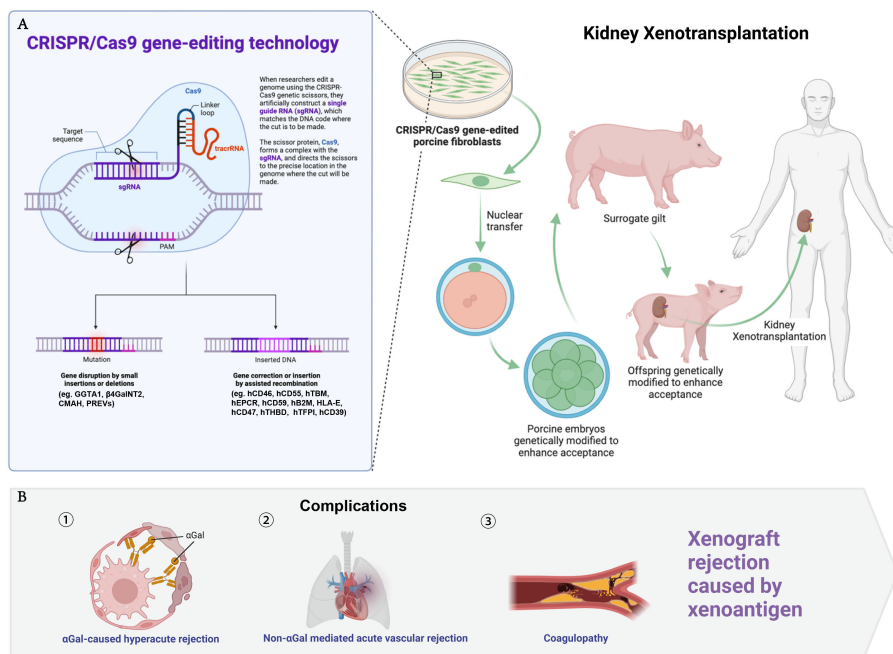 A
CRISPR/Cas9 gene-editing technology
Cas9
Linker
loop
Target
sequence
tracrRNA
sgRNA
PAM
When researchers edit a
genome using the CRISPR-
Cas9 genetic scissors, they
artificially construct a single
guide RNA (sgRNA), which
matches the DNA code where
the cut is to be made.
The scissor protein, Cas9,
forms a complex with the
sgRNA, and directs the scissors
to the precise location in the
genome where the cut will be
made.
Mutation
Gene disruption by small
insertions or deletions
(eg. GGTA1, β4GalNT2,
CMAH, PREVs)
Inserted DNA
Gene correction or insertion
by assisted recombination
(eg. hCD46, hCD55, hTBM,
hEPCR, hCD59, hB2M, HLA-E,
hCD47, hTHBD, hTFPI, hCD39)
Kidney Xenotransplantation
CRISPR/Cas9 gene-edited
porcine fibroblasts
Nuclear
transfer
Surrogate gilt
Porcine embryos
genetically modified to
enhance acceptance
Offspring genetically
modified to enhance
acceptance
Kidney
Xenotransplantation
B
Complications
1
αGal
αGal-caused hyperacute rejection
2
Non-αGal mediated acute vascular rejection
3
Coagulopathy
Xenograft
rejection
caused by
xenoantigen